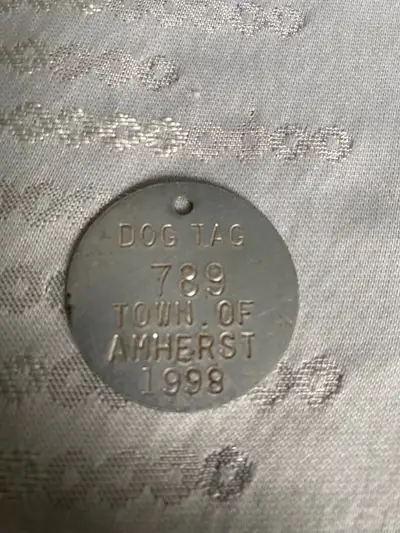 DOG TAG
789
TOWN OF
AMHERST
1998